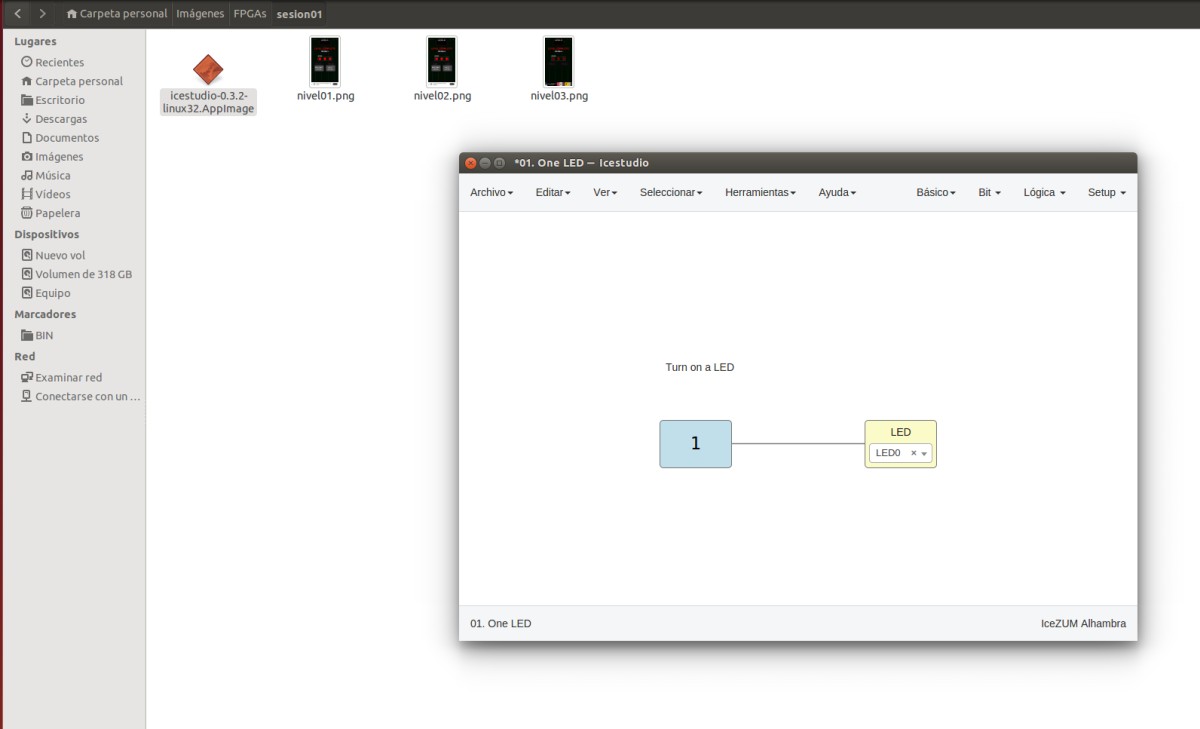 Carpeta personal Imágenes FPGAs sesion01
Lugares
Recientes
Carpeta personal
Escritorio
Descargas
Documentos
Imágenes
Música
Vídeos
Papelera
Dispositivos
Nuevo vol
Volumen de 318 GB
Equipo
Marcadores
BIN
Red
Examinar red
Conectarse con un ...
icestudio-0.3.2-
linux32.AppImage
nivel01.png
nivel02.png
nivel03.png
*01. One LED — Icestudio
Archivo Editar Ver Seleccionar Herramientas Ayuda Básico Bit Lógica Setup
Turn on a LED
1
LED
LED0
01. One LED
IceZUM Alhambra